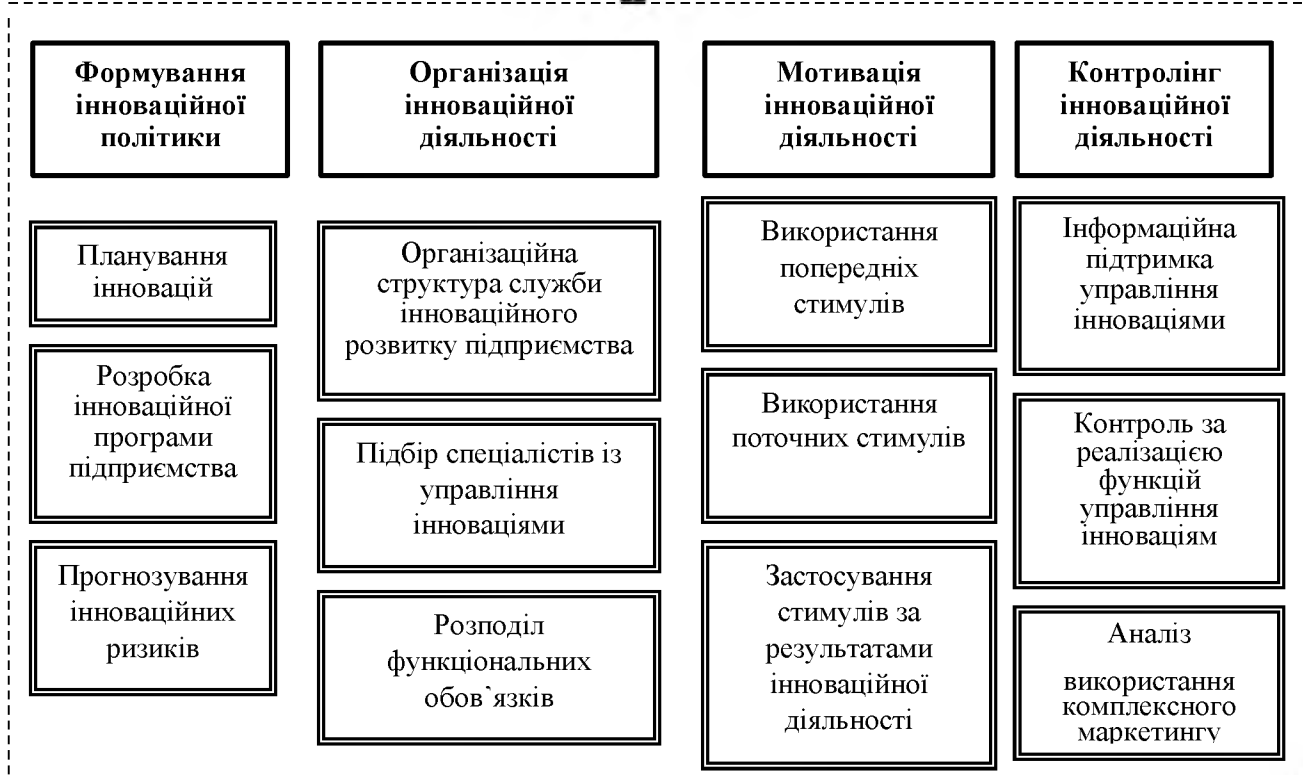 Формування
інноваційної
політики
Планування
інновацій
Розробка
інноваційної
програми
підприємства
Прогнозування
інноваційних
ризиків
Організація
інноваційної
діяльності
Організаційна
структура служби
інноваційного
розвитку підприємства
Підбір спеціалістів із
управління
інноваціями
Розподіл
функціональних
обов`язків
Мотивація
інноваційної
діяльності
Використання
попередніх
стимулів
Використання
поточних стимулів
Застосування
стимулів за
результатами
інноваційної
діяльності
Контролінг
інноваційної
діяльності
Інформаційна
підтримка
управління
інноваціями
Контроль за
реалізацією
функцій
управління
інноваціям
Аналіз
використання
комплексного
маркетингу